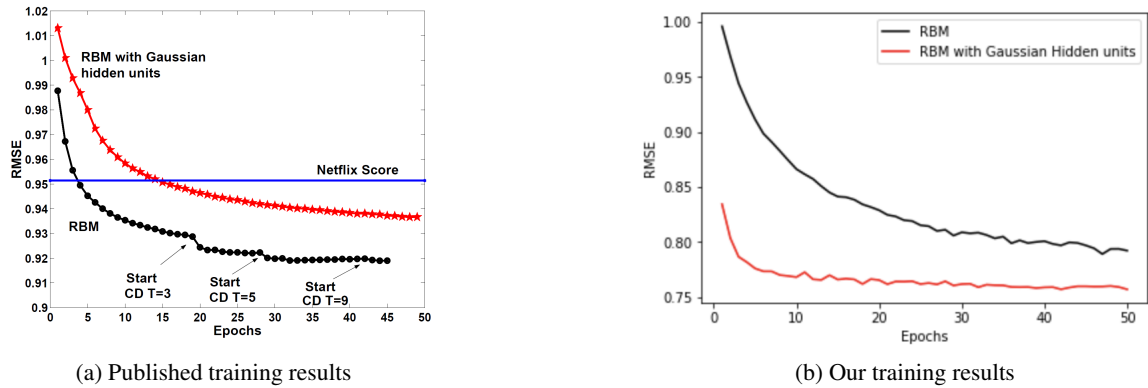 1.02
1.01
1
0.99
0.98
0.97
0.96
0.95
0.94
0.93
0.92
0.91
0.9
RMSE
RBM with Gaussian
hidden units
Netflix Score
RBM
Start
CD T=3
Start
CD T=5
Start
CD T=9
0 5 10 15 20 25 30 35 40 45 50
Epochs
(a) Published training results
1.00
0.95
0.90
0.85
0.80
0.75
RMSE
RBM
RBM with Gaussian Hidden units
0 10 20 30 40 50
Epochs
(b) Our training results